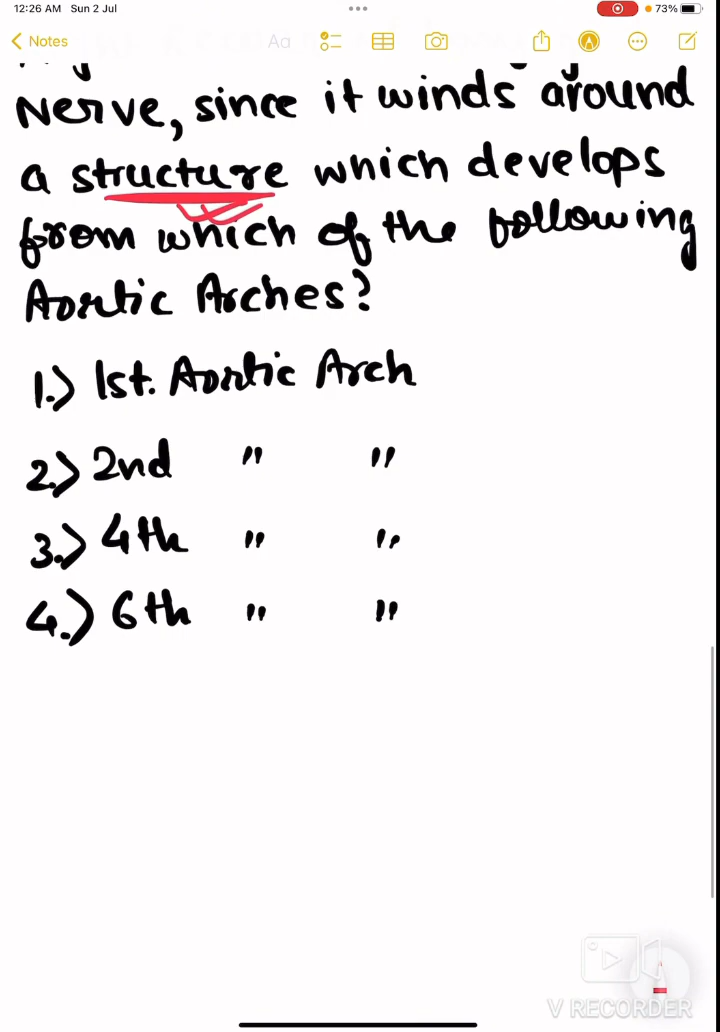 12:26 AM Sun 2 Jul
73%
Notes
Aa
Nerve, since it winds around
a structure which develops
from which of the following
Aortic Arches?
1.) 1st. Aortic Arch
2.) 2nd " "
3.) 4th " "
4.) 6th " "
V RECORDER